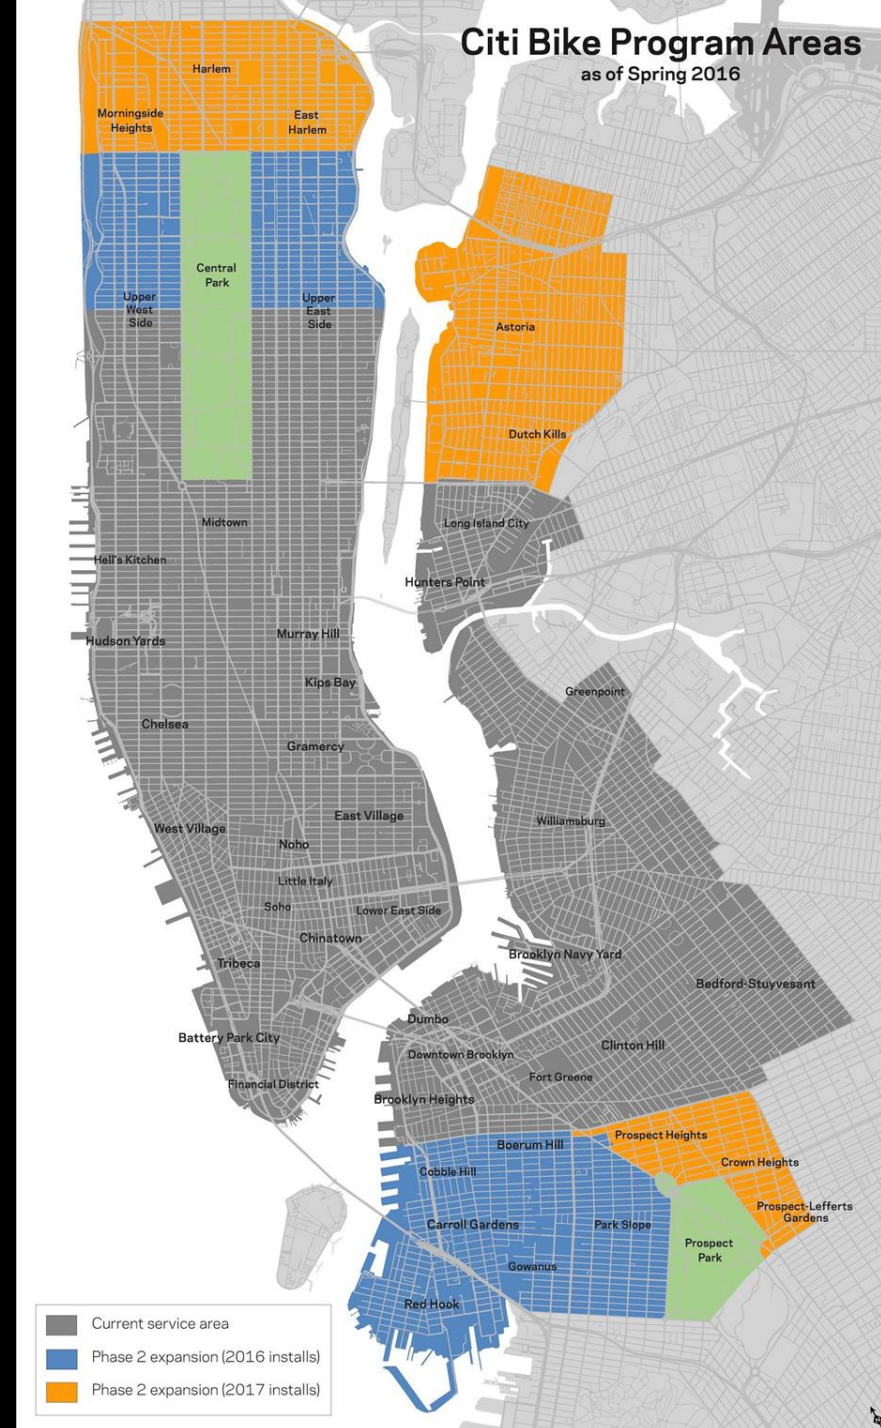 Citi Bike Program Areas
as of Spring 2016
Harlem
Morningside
Heights
East
Harlem
Central
Park
Upper
West
Side
Upper
East
Side
Astoria
Dutch Kills
Midtown
Long Island City
Hell's Kitchen
Hunters Point
Hudson Yards
Murray Hill
Kips Bay
Greenpoint
Chelsea
Gramercy
East Village
Williamsburg
West Village
Noho
Little Italy
Soho
Lower East Side
Chinatown
Brooklyn Navy Yard
Tribeca
Bedford-Stuyvesant
Dumbo
Battery Park City
Clinton Hill
Downtown Brooklyn
Fort Greene
Financial District
Brooklyn Heights
Prospect Heights
Boerum Hill
Crown Heights
Cobble Hill
Prospect-Lefferts
Gardens
Carroll Gardens
Park Slope
Prospect
Park
Gowanus
Red Hook
Current service area
Phase 2 expansion (2016 installs)
Phase 2 expansion (2017 installs)